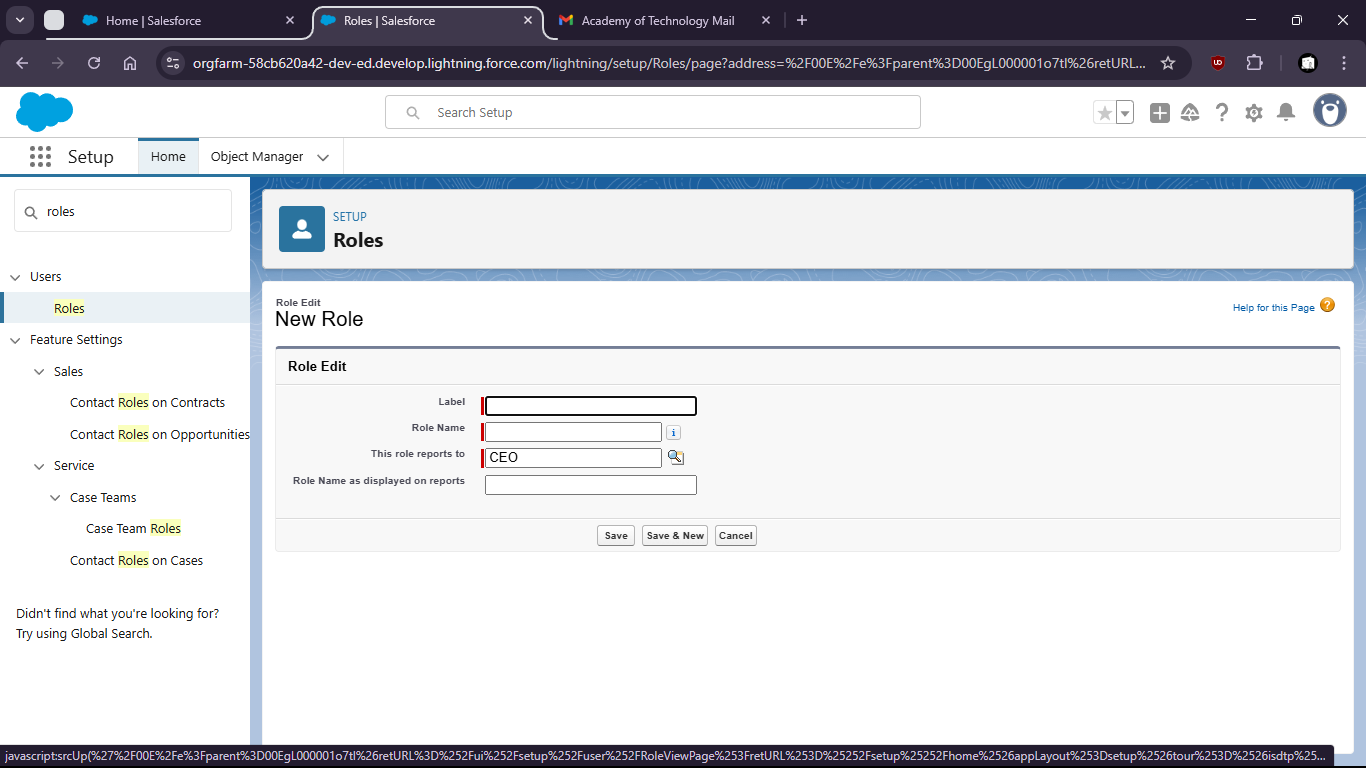 Home | Salesforce
Roles | Salesforce
Academy of Technology Mail
orgfarm-58cb620a42-dev-ed.develop.lightning.force.com/lightning/setup/Roles/page?address=%2F00E%2Fe%3Fparent%3D00EgL000001o7tI%26retURL...
Search Setup
Setup
Home
Object Manager
roles
Users
Roles
Feature Settings
Sales
Contact Roles on Contracts
Contact Roles on Opportunities
Service
Case Teams
Case Team Roles
Contact Roles on Cases
Didn't find what you're looking for?
Try using Global Search.
SETUP
Roles
Role Edit
New Role
Help for this Page
Role Edit
Label
Role Name
This role reports to
CEO
Role Name as displayed on reports
Save
Save & New
Cancel
javascript:srcUp(%27%2F00E%2Fe%3Fparent%3D00EgL000001o7tI%26retURL%3D%252Fui%252Fsetup%252Fuser%252FRoleViewPage%253FretURL%253D%25252Fsetup%25252Fhome%2526appLayout%253Dsetup%2526tour%253D%2526isdtp%25...